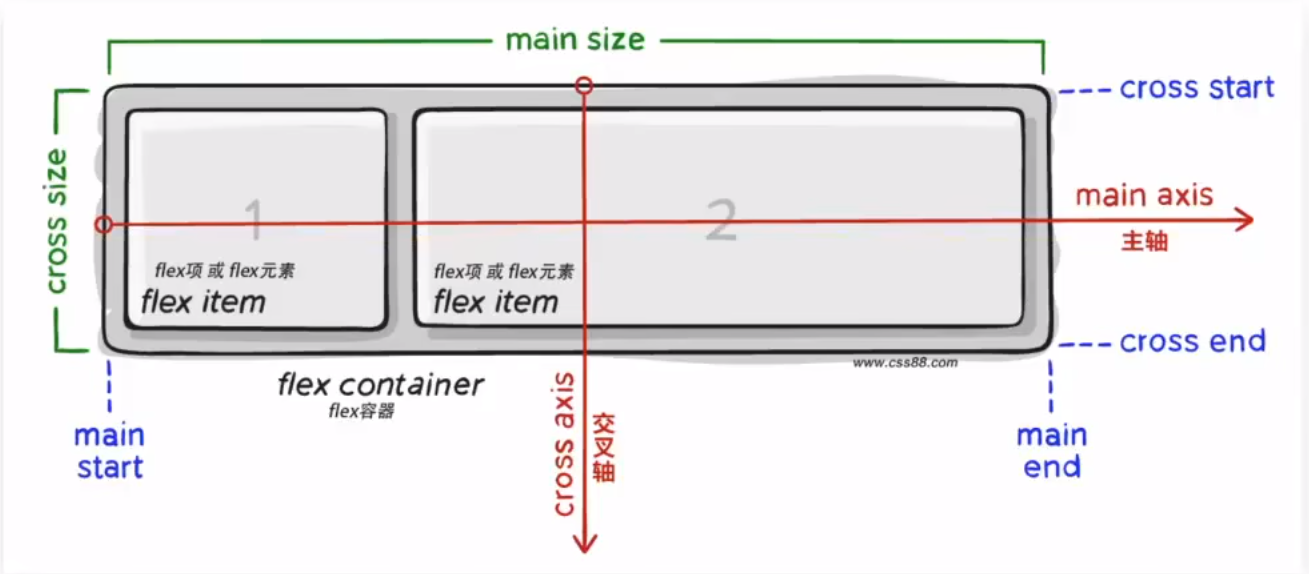 main size
cross start
cross size
1
2
main axis
主轴
flex项 或 flex元素
flex item
flex项 或 flex元素
flex item
cross end
www.css88.com
flex container
flex容器
cross axis
交叉轴
main
start
main
end